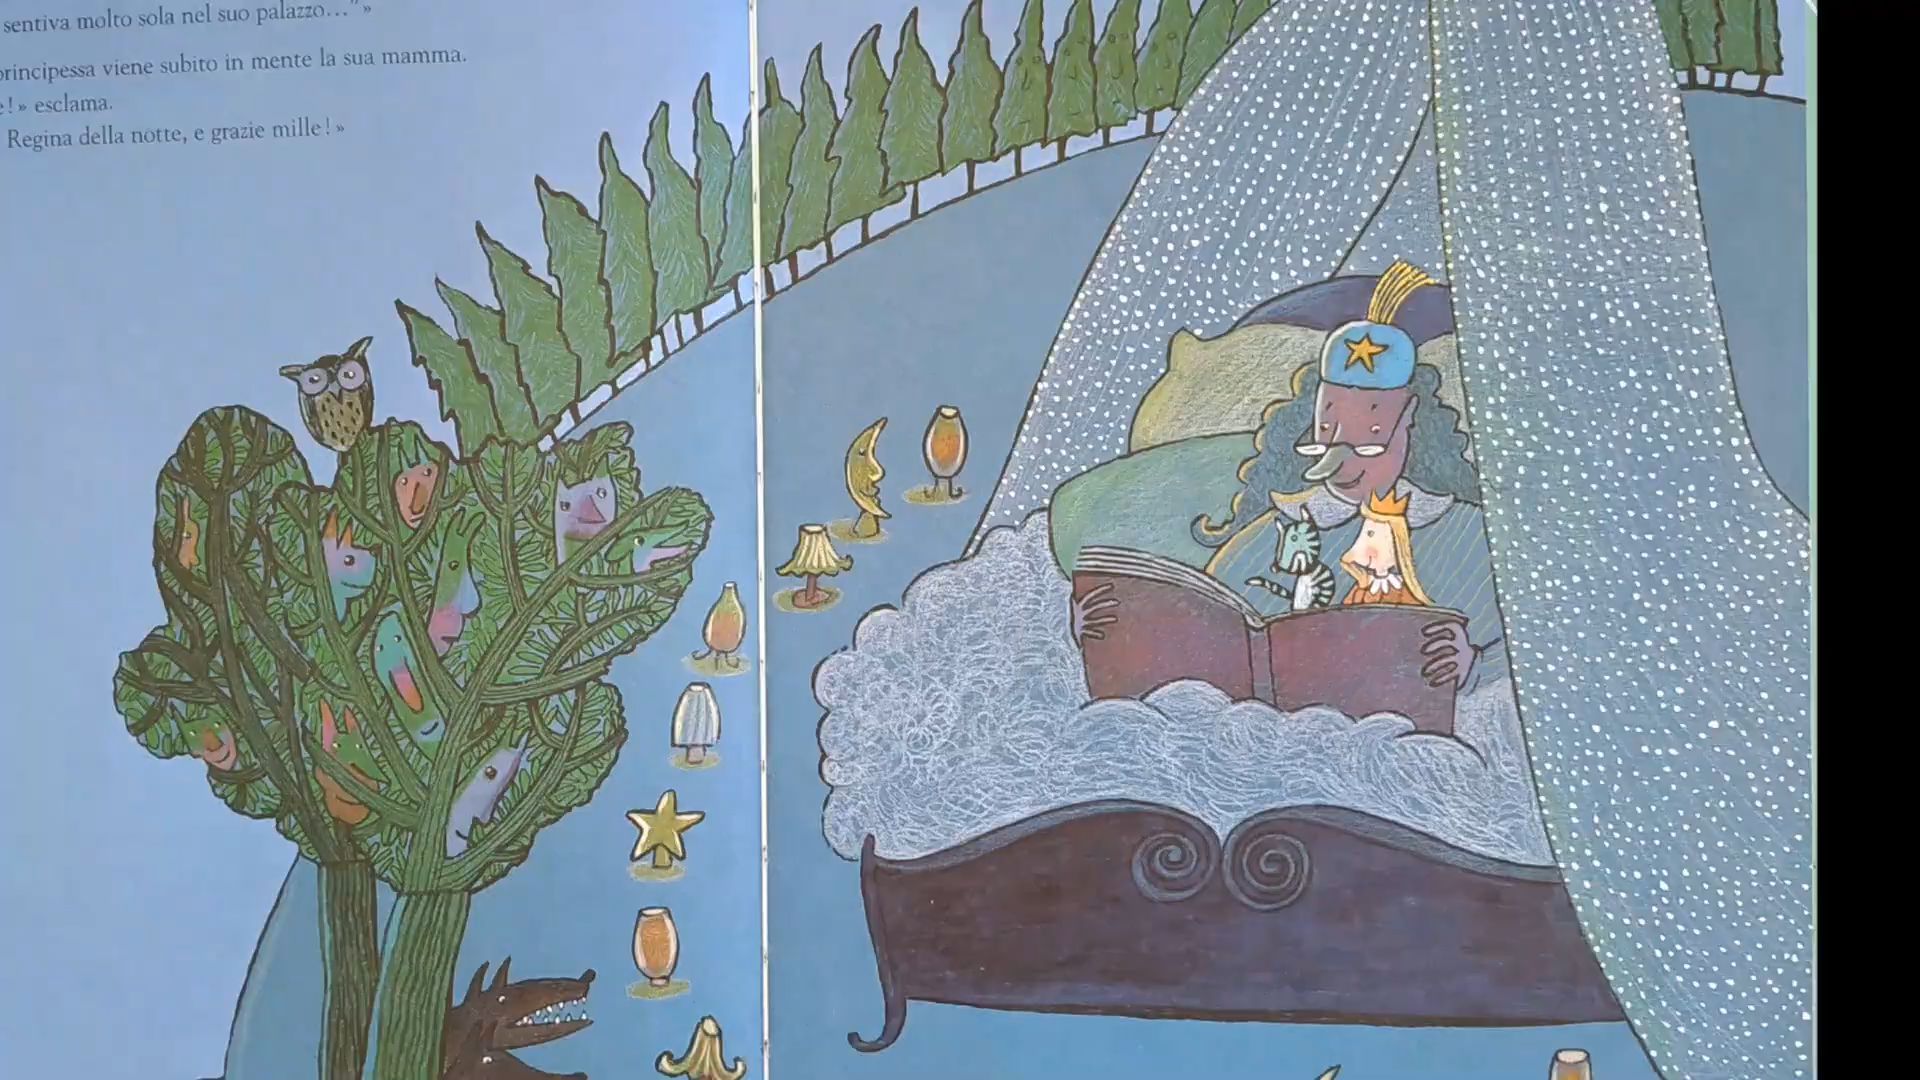 sentiva molto sola nel suo palazzo..."»
principessa viene subito in mente la sua mamma.
e!» esclama.
Regina della notte, e grazie mille!»